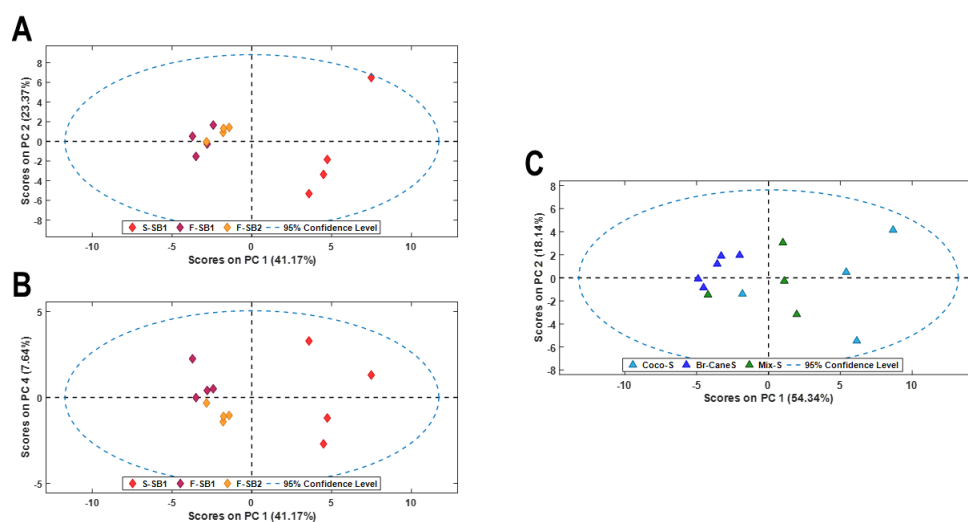 A
Scores on PC 2 (23.37%)
8
6
4
2
0
-2
-4
-6
-8
S-SB1 F-SB1 F-SB2 95% Confidence Level
-10 -5 0 5 10
Scores on PC 1 (41.17%)
B
Scores on PC 4 (7.64%)
5
0
-5
S-SB1 F-SB1 F-SB2 95% Confidence Level
-10 -5 0 5 10
Scores on PC 1 (41.17%)
C
Scores on PC 2 (18.14%)
8
6
4
2
0
-2
-4
-6
-8
Coco-S Br-CaneS Mix-S 95% Confidence Level
-10 -5 0 5 10
Scores on PC 1 (54.34%)